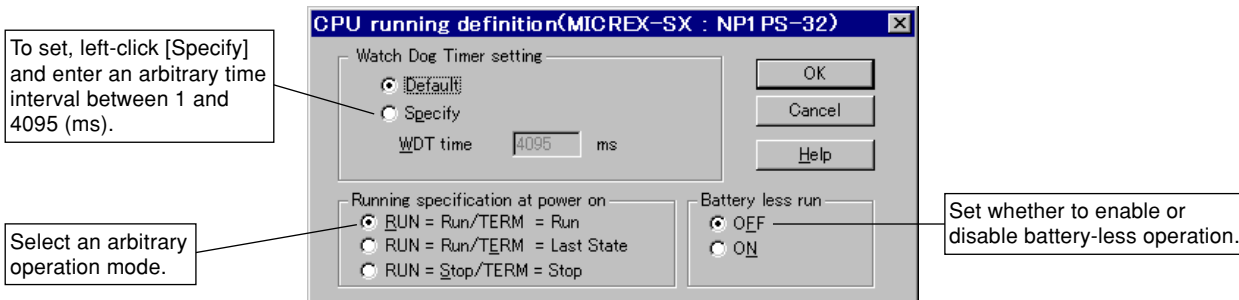 CPU running definition(MICREX-SX : NP1PS-32)
To set, left-click [Specify]
and enter an arbitrary time
interval between 1 and
4095 (ms).
Watch Dog Timer setting
Default
Specify
WDT time 4095 ms
OK
Cancel
Help
Running specification at power on
RUN = Run/TERM = Run
RUN = Run/TERM = Last State
RUN = Stop/TERM = Stop
Select an arbitrary
operation mode.
Battery less run
OFF
ON
Set whether to enable or
disable battery-less operation.